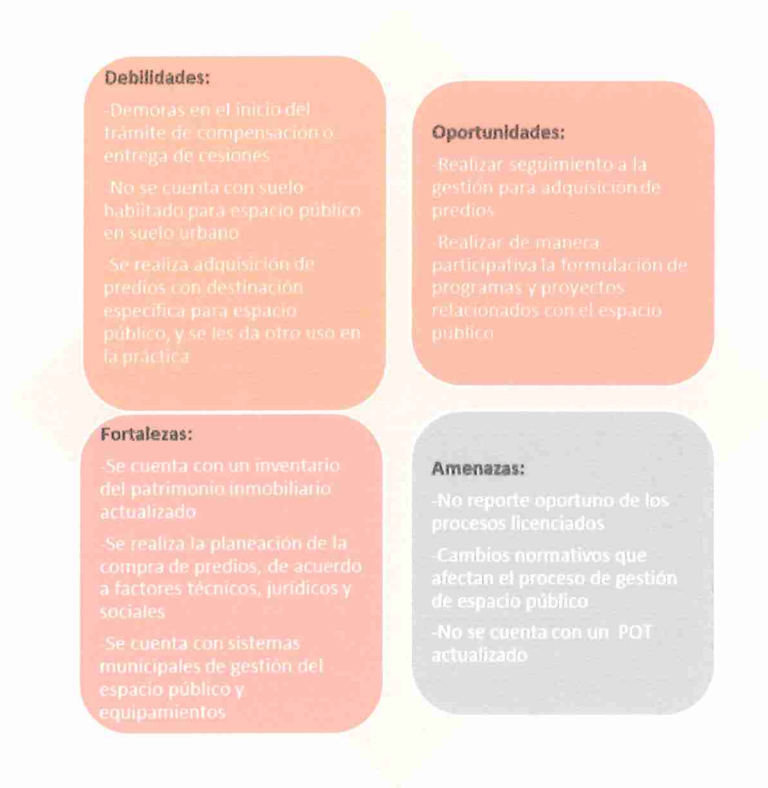 Debilidades:
-Demoras en el inicio del
trámite de compensación o
entrega de cesiones
-No se cuenta con suelo
habilitado para espacio público
en suelo urbano
-Se realiza adquisición de
predios con destinación
específica para espacio
público, y se les da otro uso en
la práctica
Oportunidades:
-Realizar seguimiento a la
gestión para adquisición de
predios
-Realizar de manera
participativa la formulación de
programas y proyectos
relacionados con el espacio
público
Fortalezas:
-Se cuenta con un inventario
del patrimonio inmobiliario
actualizado
-Se realiza la planeación de la
compra de predios, de acuerdo
a factores técnicos, jurídicos y
sociales
-Se cuenta con sistemas
municipales de gestión del
espacio público y
equipamientos
Amenazas:
-No reporte oportuno de los
procesos licenciados
-Cambios normativos que
afectan el proceso de gestión
de espacio público
-No se cuenta con un POT
actualizado